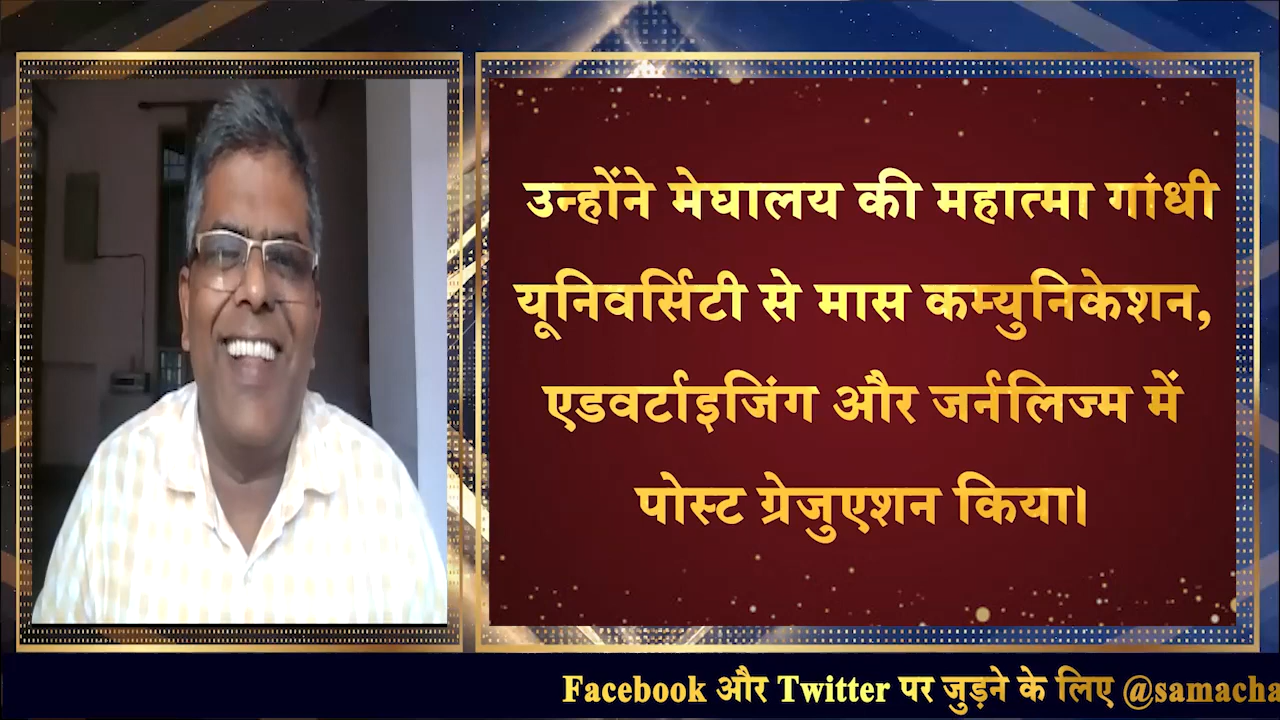 उन्होंने मेघालय की महात्मा गांधी
यूनिवर्सिटी से मास कम्युनिकेशन,
एडवर्टाइजिंग और जर्नलिज्म में
पोस्ट ग्रेजुएशन किया।
Facebook और Twitter पर जुड़ने के लिए @samacha